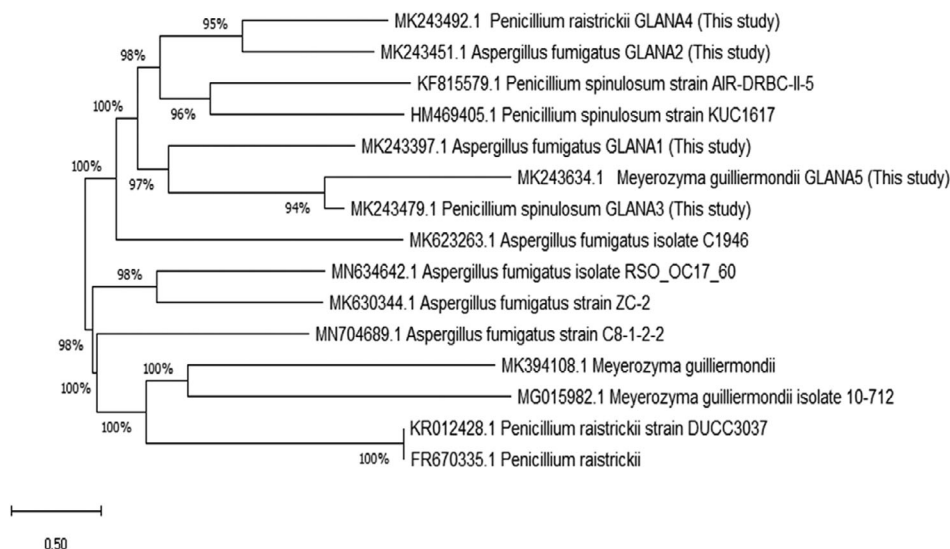 95%
MK243492.1 Penicillium raistrickii GLANA4 (This study)
98%
MK243451.1 Aspergillus fumigatus GLANA2 (This study)
KF815579.1 Penicillium spinulosum strain AIR-DRBC-II-5
100%
96%
HM469405.1 Penicillium spinulosum strain KUC1617
MK243397.1 Aspergillus fumigatus GLANA1 (This study)
100%
97%
MK243634.1 Meyerozyma guilliermondii GLANA5 (This study)
94%
MK243479.1 Penicillium spinulosum GLANA3 (This study)
MK623263.1 Aspergillus fumigatus isolate C1946
98%
MN634642.1 Aspergillus fumigatus isolate RSO_OC17_60
MK630344.1 Aspergillus fumigatus strain ZC-2
MN704689.1 Aspergillus fumigatus strain C8-1-2-2
98%
100%
MK394108.1 Meyerozyma guilliermondii
100%
MG015982.1 Meyerozyma guilliermondii isolate 10-712
100%
KR012428.1 Penicillium raistrickii strain DUCC3037
100%
FR670335.1 Penicillium raistrickii
0.50